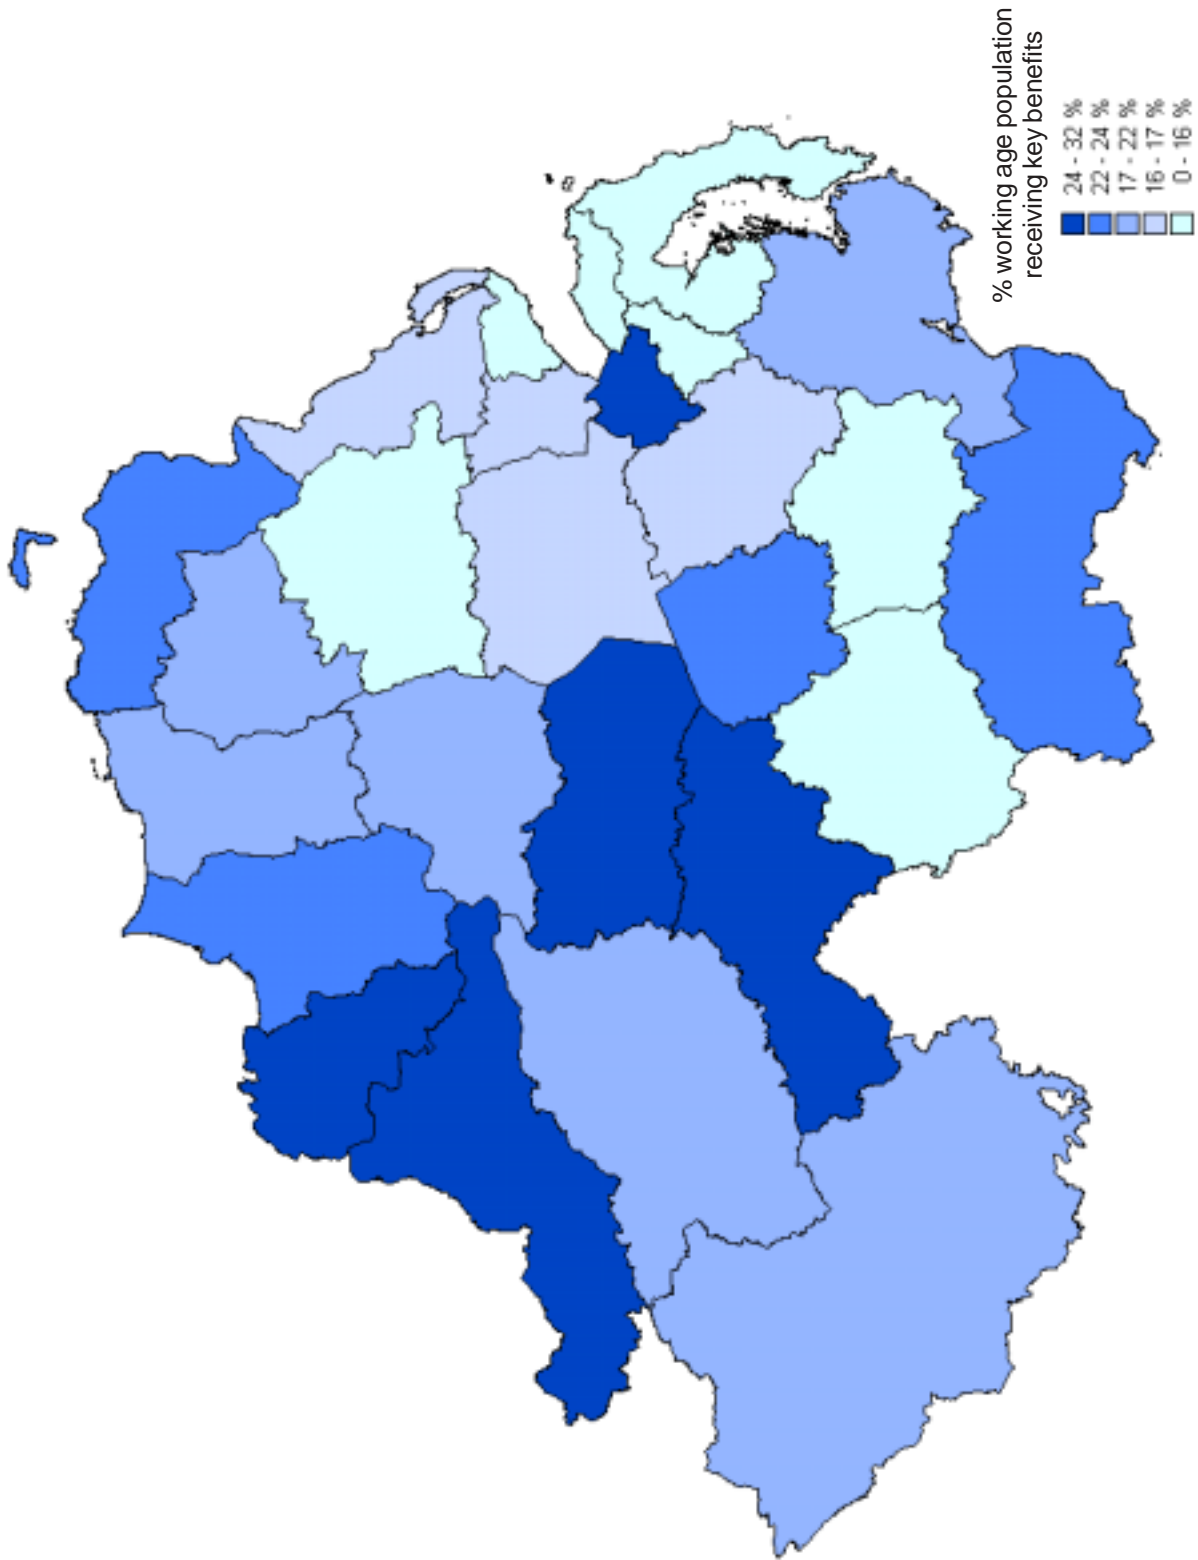 % working age population
receiving key benefits
24 - 32 %
22 - 24 %
17 - 22 %
16 - 17 %
0 - 16 %